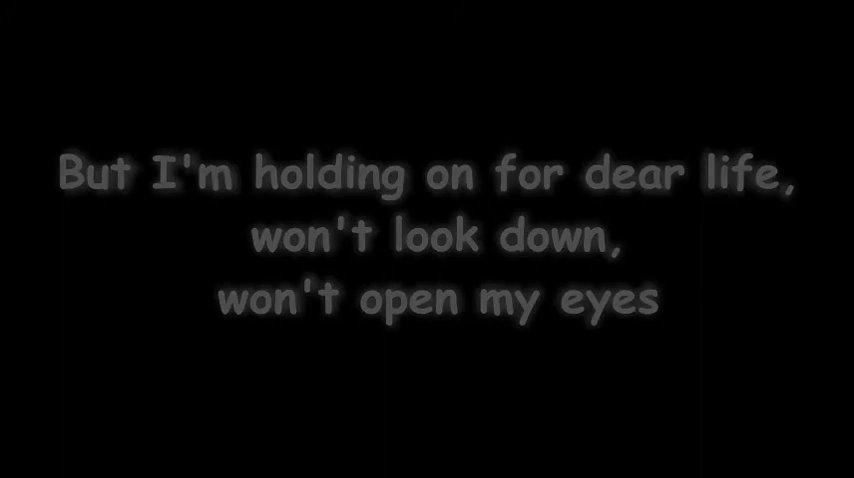 But I'm holding on for dear life,
won't look down,
won't open my eyes